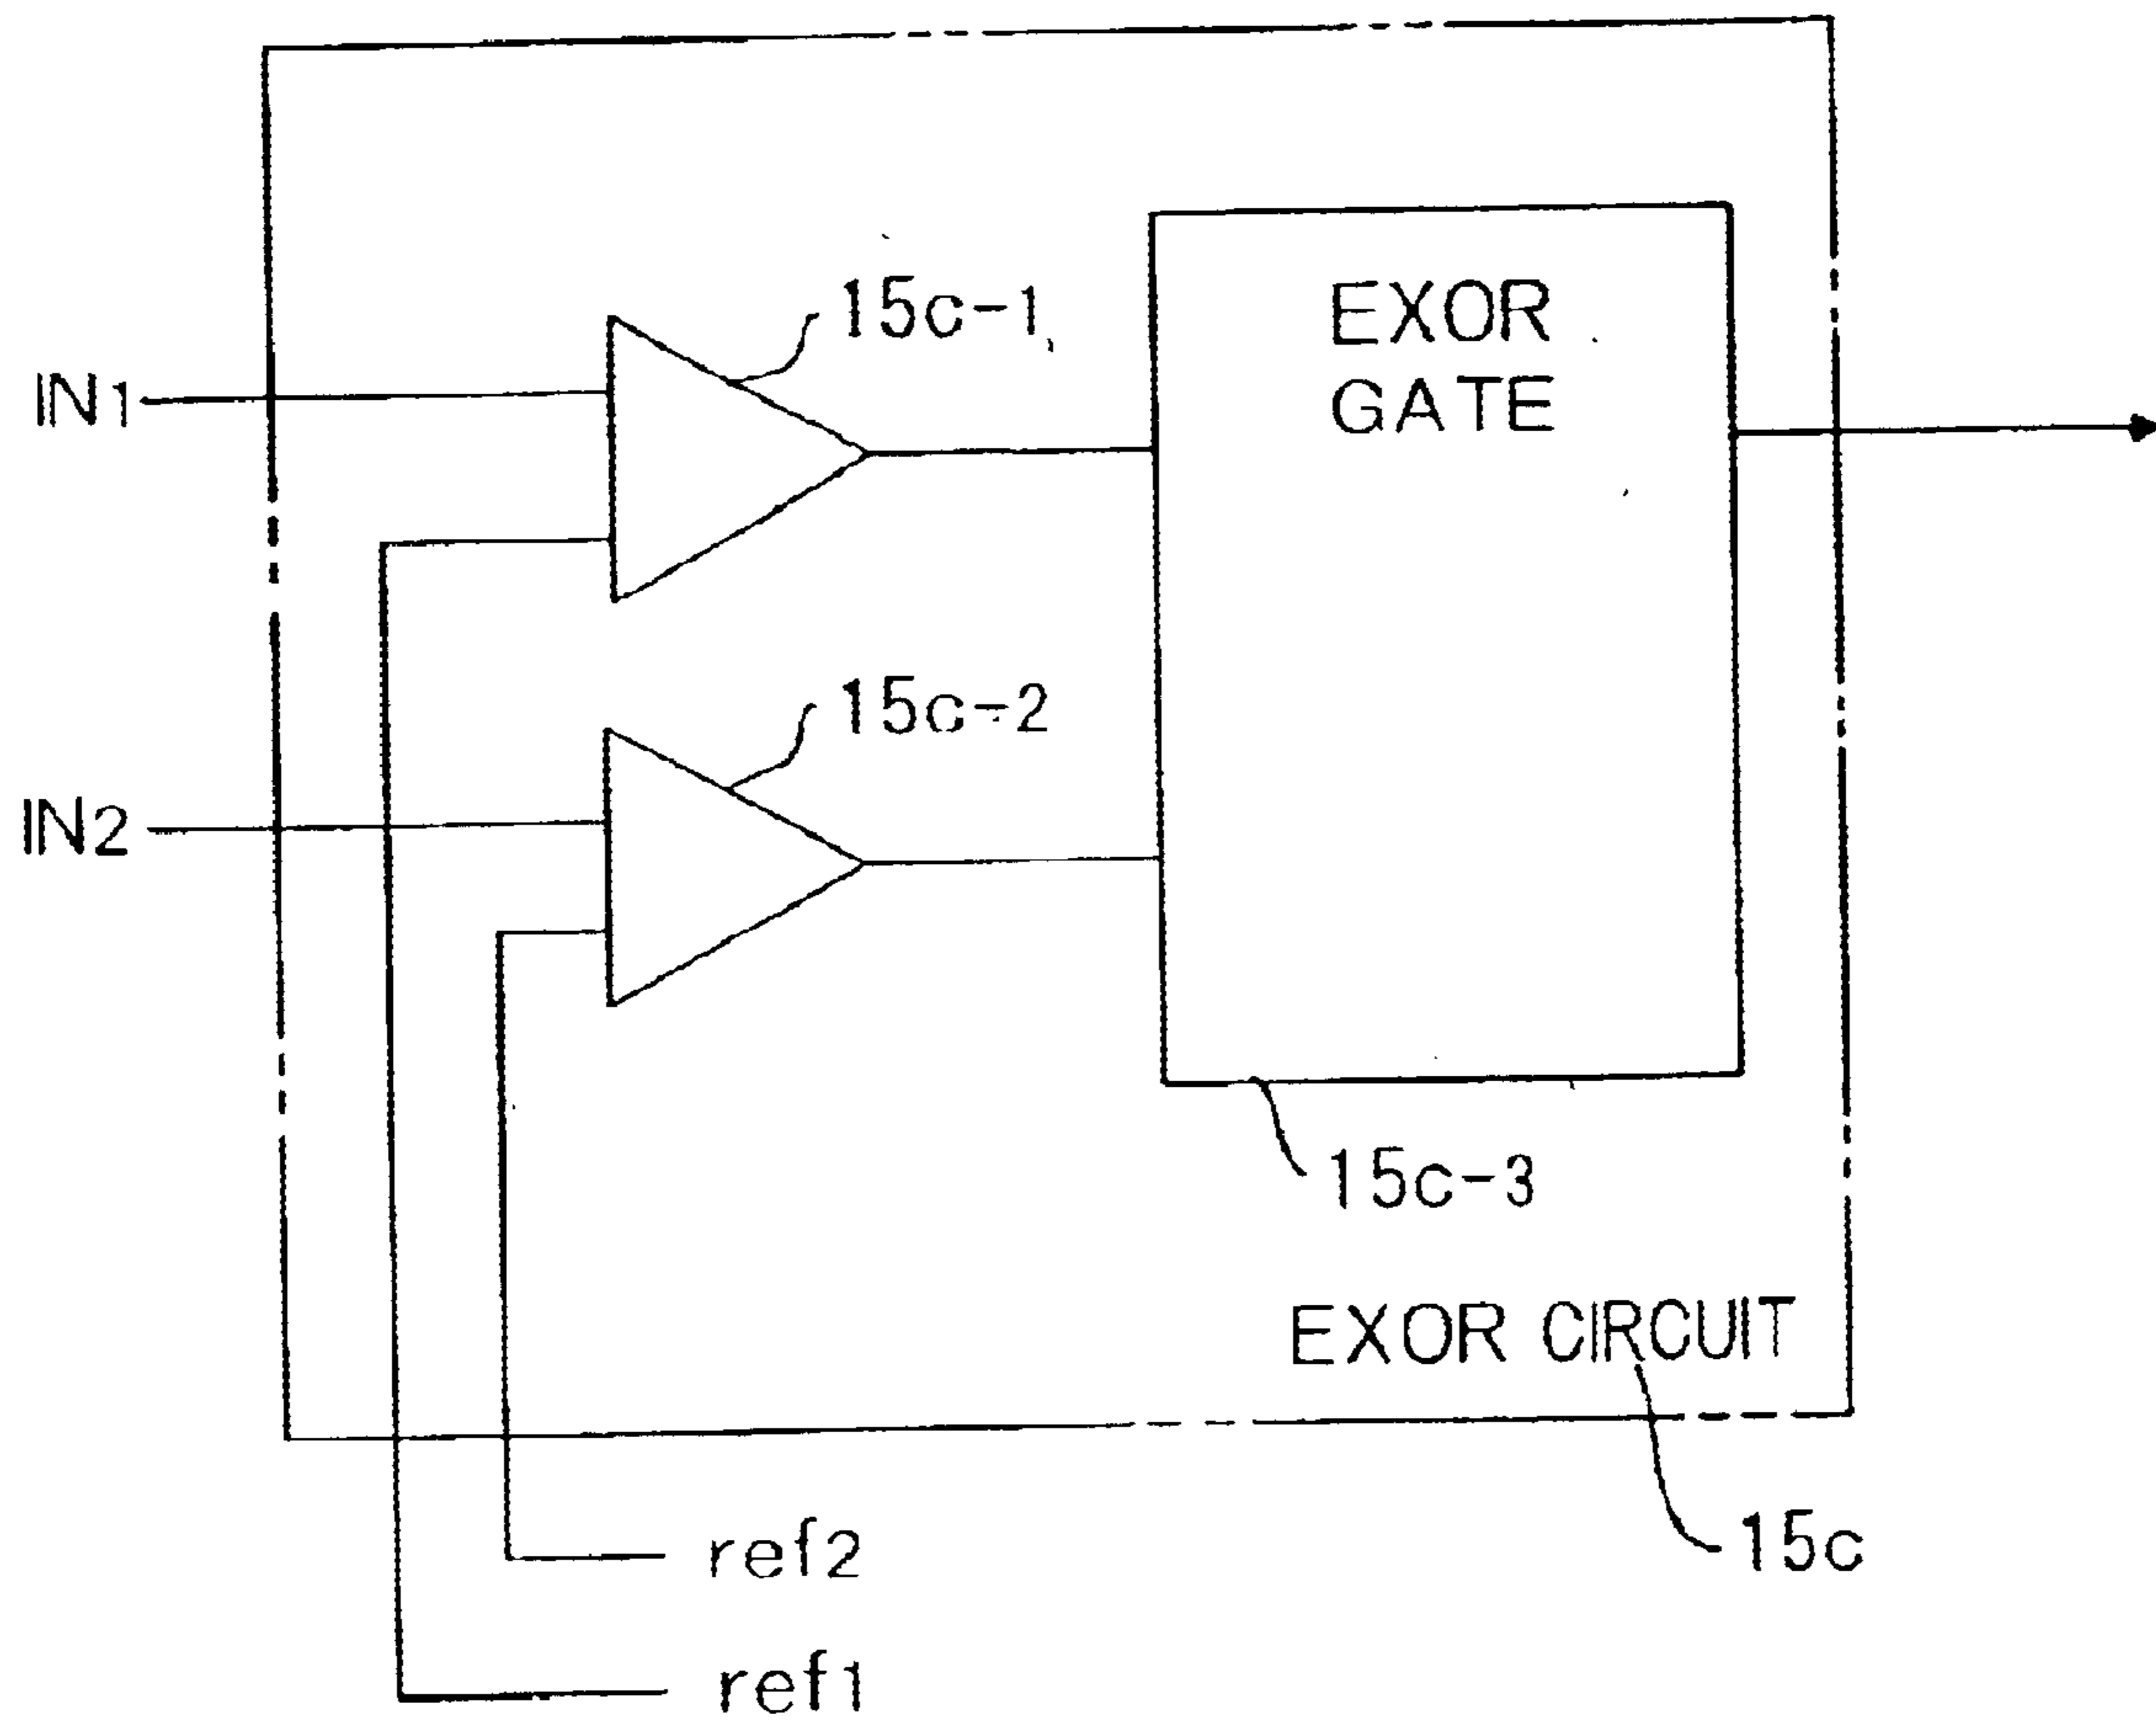 15c-1
EXOR
GATE
IN1
15c-2
IN2
15c-3
EXOR CIRCUIT
ref2
15c
ref1